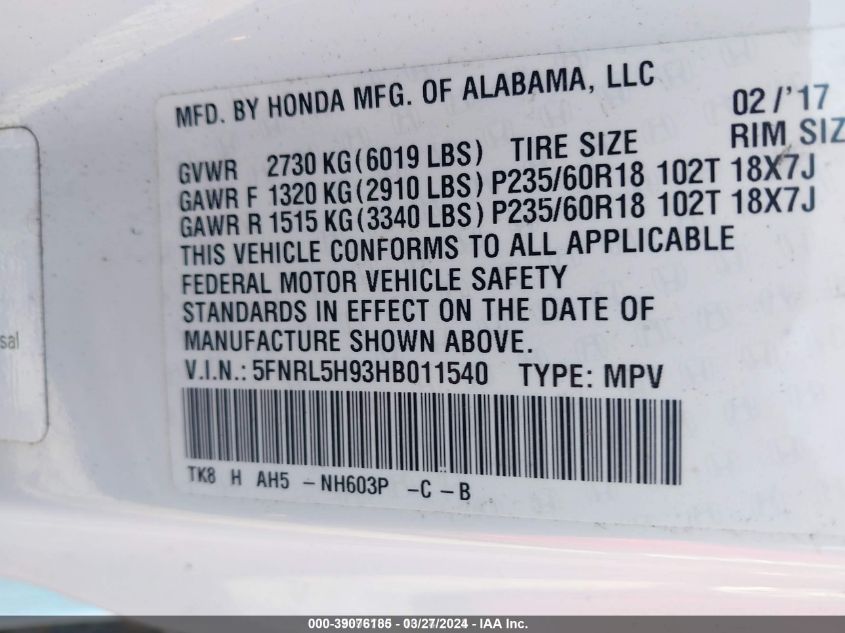 MFD. BY HONDA MFG. OF ALABAMA, LLC 02/'17
GVWR 2730 KG(6019 LBS) TIRE SIZE RIM SIZ
GAWR F 1320 KG(2910 LBS) P235/60R18 102T 18X7J
GAWR R 1515 KG(3340 LBS) P235/60R18 102T 18X7J
THIS VEHICLE CONFORMS TO ALL APPLICABLE
FEDERAL MOTOR VEHICLE SAFETY
STANDARDS IN EFFECT ON THE DATE OF
MANUFACTURE SHOWN ABOVE.
V.I.N.: 5FNRL5H93HB011540 TYPE: MPV
TK8 H AH5 -NH603P -C -B
sal
000-39076185 - 03/27/2024 - IAA Inc.